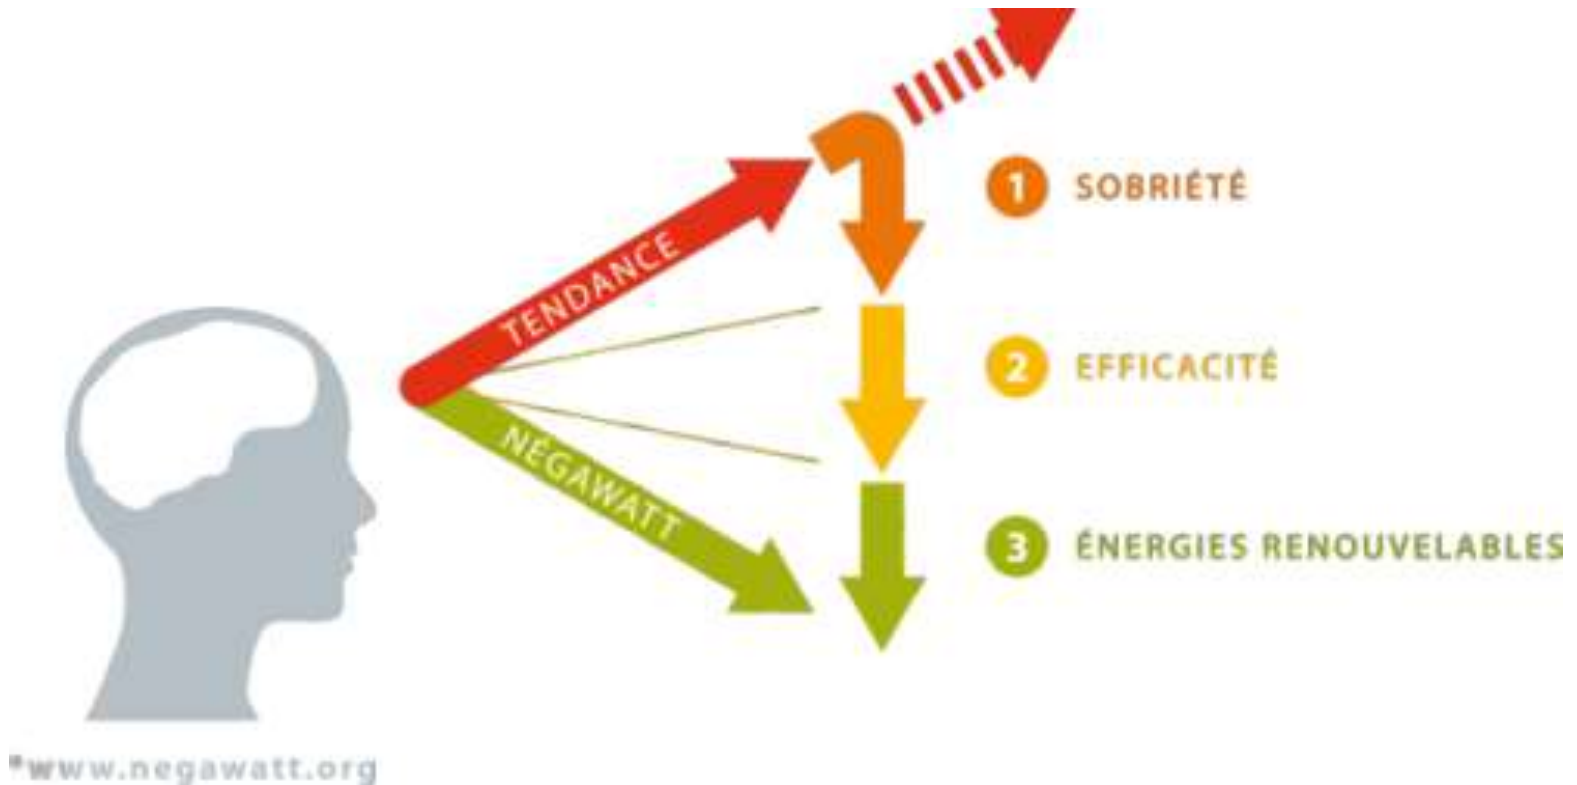 TENDANCE
NÉGAWATT
1 SOBRIÉTÉ
2 EFFICACITÉ
3 ÉNERGIES RENOUVELABLES
*www.negawatt.org